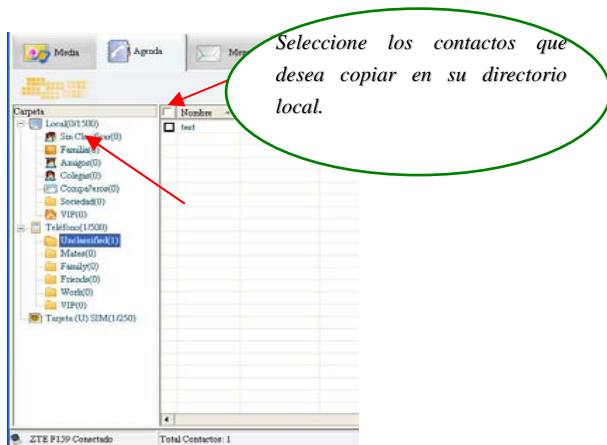 Media
Agenda
Me
Seleccione los contactos que
desea copiar en su directorio
local.
Carpeta
Nombre
Local(0/1500)
Sin Clasificar(0)
Familia(0)
Amigos(0)
Colegas(0)
Compa?eros(0)
Sociedad(0)
VIP(0)
Teléfono(1/500)
Unclassified(1)
Mates(0)
Family(0)
Friends(0)
Work(0)
VIP(0)
Tarjeta (U) SIM(1/250)
test
ZTE F159 Conectado
Total Contactos: 1